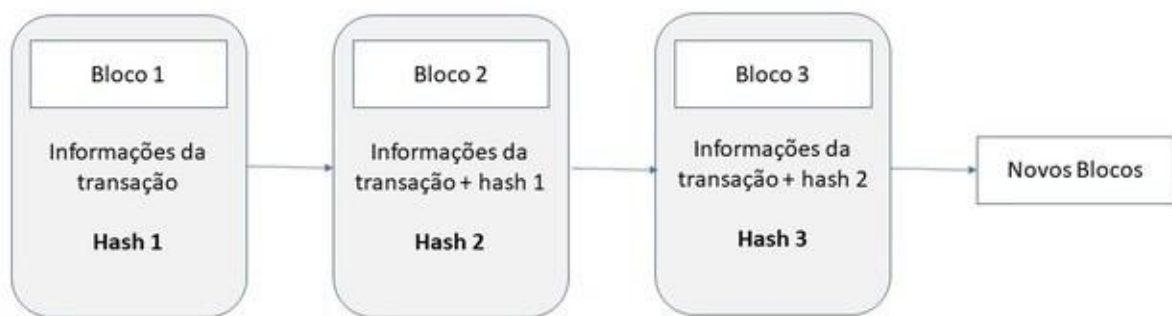 Bloco 1
Informações da
transação
Hash 1
Bloco 2
Informações da
transação + hash 1
Hash 2
Bloco 3
Informações da
transação + hash 2
Hash 3
Novos Blocos